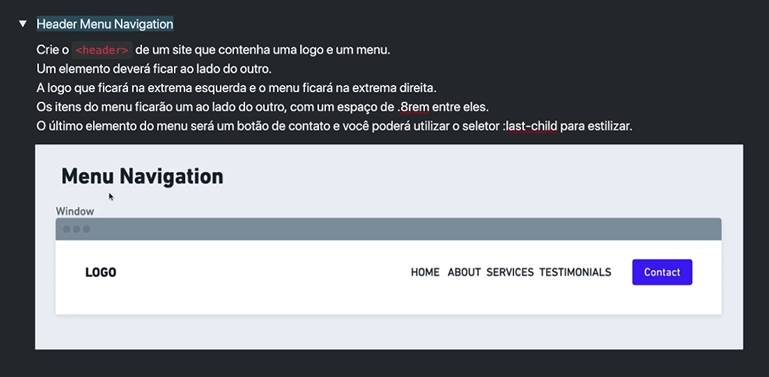 Header Menu Navigation
Crie o <header> de um site que contenha uma logo e um menu.
Um elemento deverá ficar ao lado do outro.
A logo que ficará na extrema esquerda e o menu ficará na extrema direita.
Os itens do menu ficarão um ao lado do outro, com um espaço de .8rem entre eles.
O último elemento do menu será um botão de contato e você poderá utilizar o seletor :last-child para estilizar.
Menu Navigation
Window
LOGO HOME ABOUT SERVICES TESTIMONIALS Contact